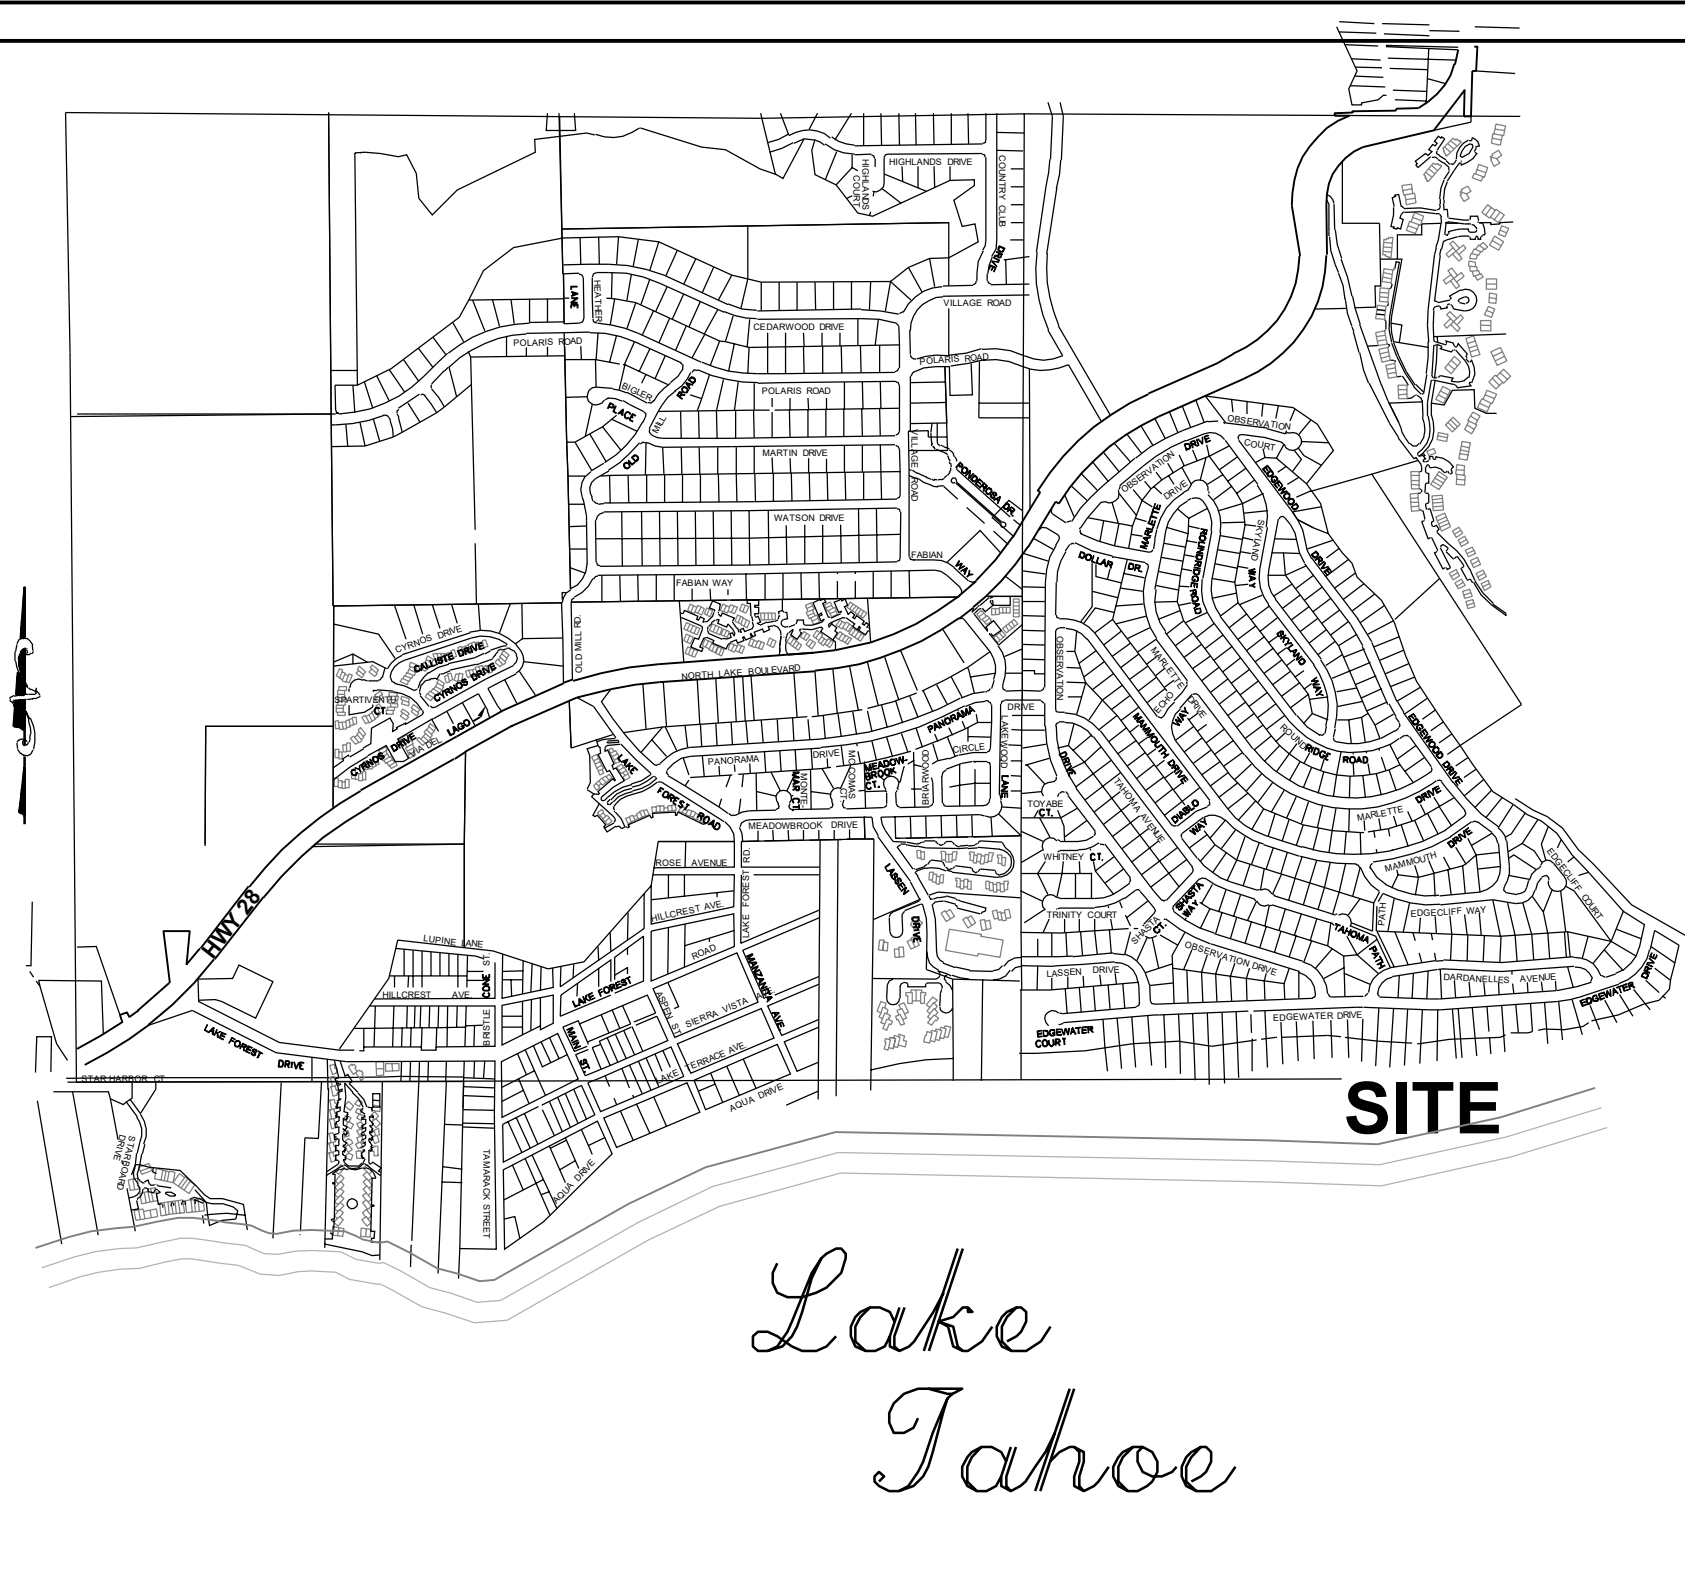 HIGHLANDS DRIVE
HIGHLANDS
COURT
COUNTRY CLUB
DRIVE
LANE
HEATHER
VILLAGE ROAD
CEDARWOOD DRIVE
POLARIS ROAD
POLARIS ROAD
POLARIS ROAD
BIGLER
PLACE
ROAD
MILL
OLD
MARTIN DRIVE
VILLAGE ROAD
PONDEROSA DR.
WATSON DRIVE
FABIAN
WAY
FABIAN WAY
OBSERVATION
COURT
OBSERVATION
DRIVE
EDGEWOOD
DRIVE
MARLETTE
DRIVE
SKYLAND
WAY
ROUNDRIDGE ROAD
DOLLAR DR.
OLD MILL RD.
CYRNOS DRIVE
CALLISTE DRIVE
CYRNOS DRIVE
CT.
CYRNOS DRIVE
VIA DEL
LAGO
NORTH LAKE BOULEVARD
OBSERVATION
MARLETTE
DRIVE
ECHO
WAY
SKYLAND
WAY
PANORAMA
DRIVE
PANORAMA
DRIVE
MAMMOUTH DRIVE
ROUNDRIDGE
ROAD
EDGEWOOD DRIVE
LAKE
FOREST
ROAD
MONTE
MAR CT.
MEADOW-
BROOK
CT.
BRIARWOOD
CIRCLE
LAKEWOOD
LANE
DRIVE
TAHOMA AVENUE
DIABLO
WAY
MARLETTE
DRIVE
TOYABE
CT.
MEADOWBROOK DRIVE
MAMMOUTH
DRIVE
WHITNEY CT.
ROSE AVENUE
LAKE FOREST RD.
LASSEN
DRIVE
EDGECLIFF COURT
HWY 28
HILLCREST AVE.
TRINITY COURT
SHASTA
WAY
SHASTA
CT.
PATH
EDGECLIFF WAY
TAHOMA
PATH
LUPINE LANE
ROAD
LAKE FOREST
MANZANITA
AVE.
OBSERVATION DRIVE
LASSEN DRIVE
DARDANELLES AVENUE
DRIVE
EDGEWATER
HILLCREST AVE.
CONE ST.
BRISTLE
ASPEN ST.
SIERRA VISTA
MAIN
ST.
EDGEWATER DRIVE
EDGEWATER
COURT
LAKE FOREST
DRIVE
LAKE TERRACE AVE.
STAR HARBOR CT
AQUA DRIVE
SITE
STARBOARD
DRIVE
TAMARACK STREET
AQUA DRIVE
Lake
Tahoe